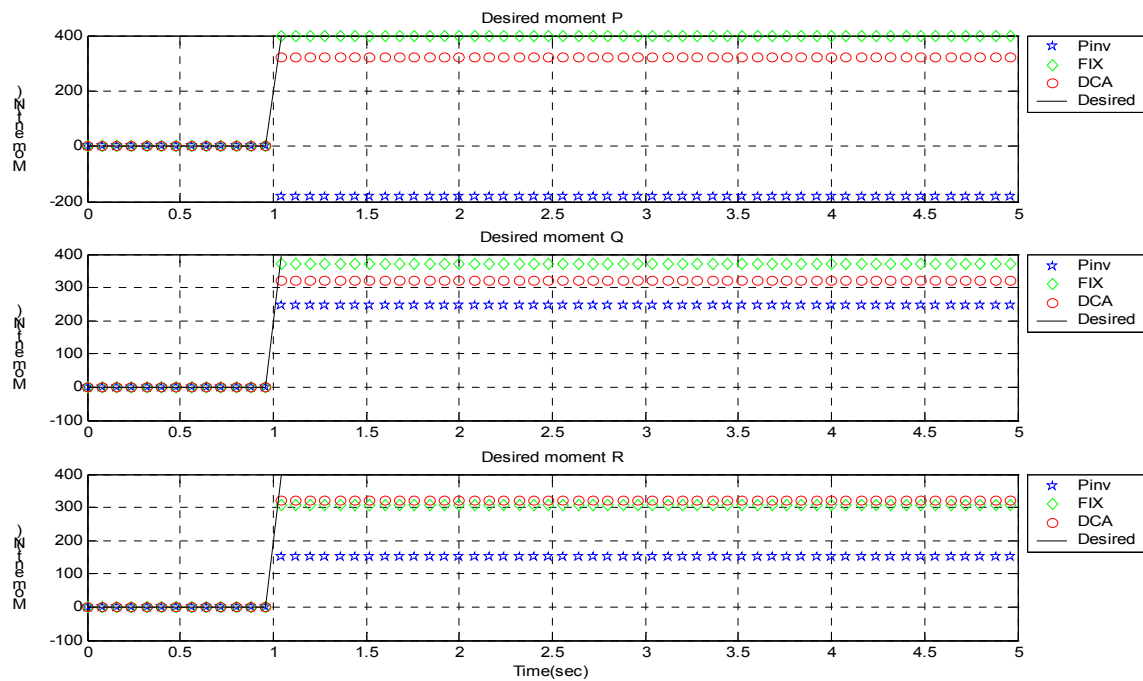 Desired moment P
400
200
0
-200
0 0.5 1 1.5 2 2.5 3 3.5 4 4.5 5
Pinv
FIX
DCA
Desired
Desired moment Q
400
300
200
100
0
-100
0 0.5 1 1.5 2 2.5 3 3.5 4 4.5 5
Pinv
FIX
DCA
Desired
Desired moment R
400
300
200
100
0
-100
0 0.5 1 1.5 2 2.5 3 3.5 4 4.5 5
Time(sec)
Pinv
FIX
DCA
Desired